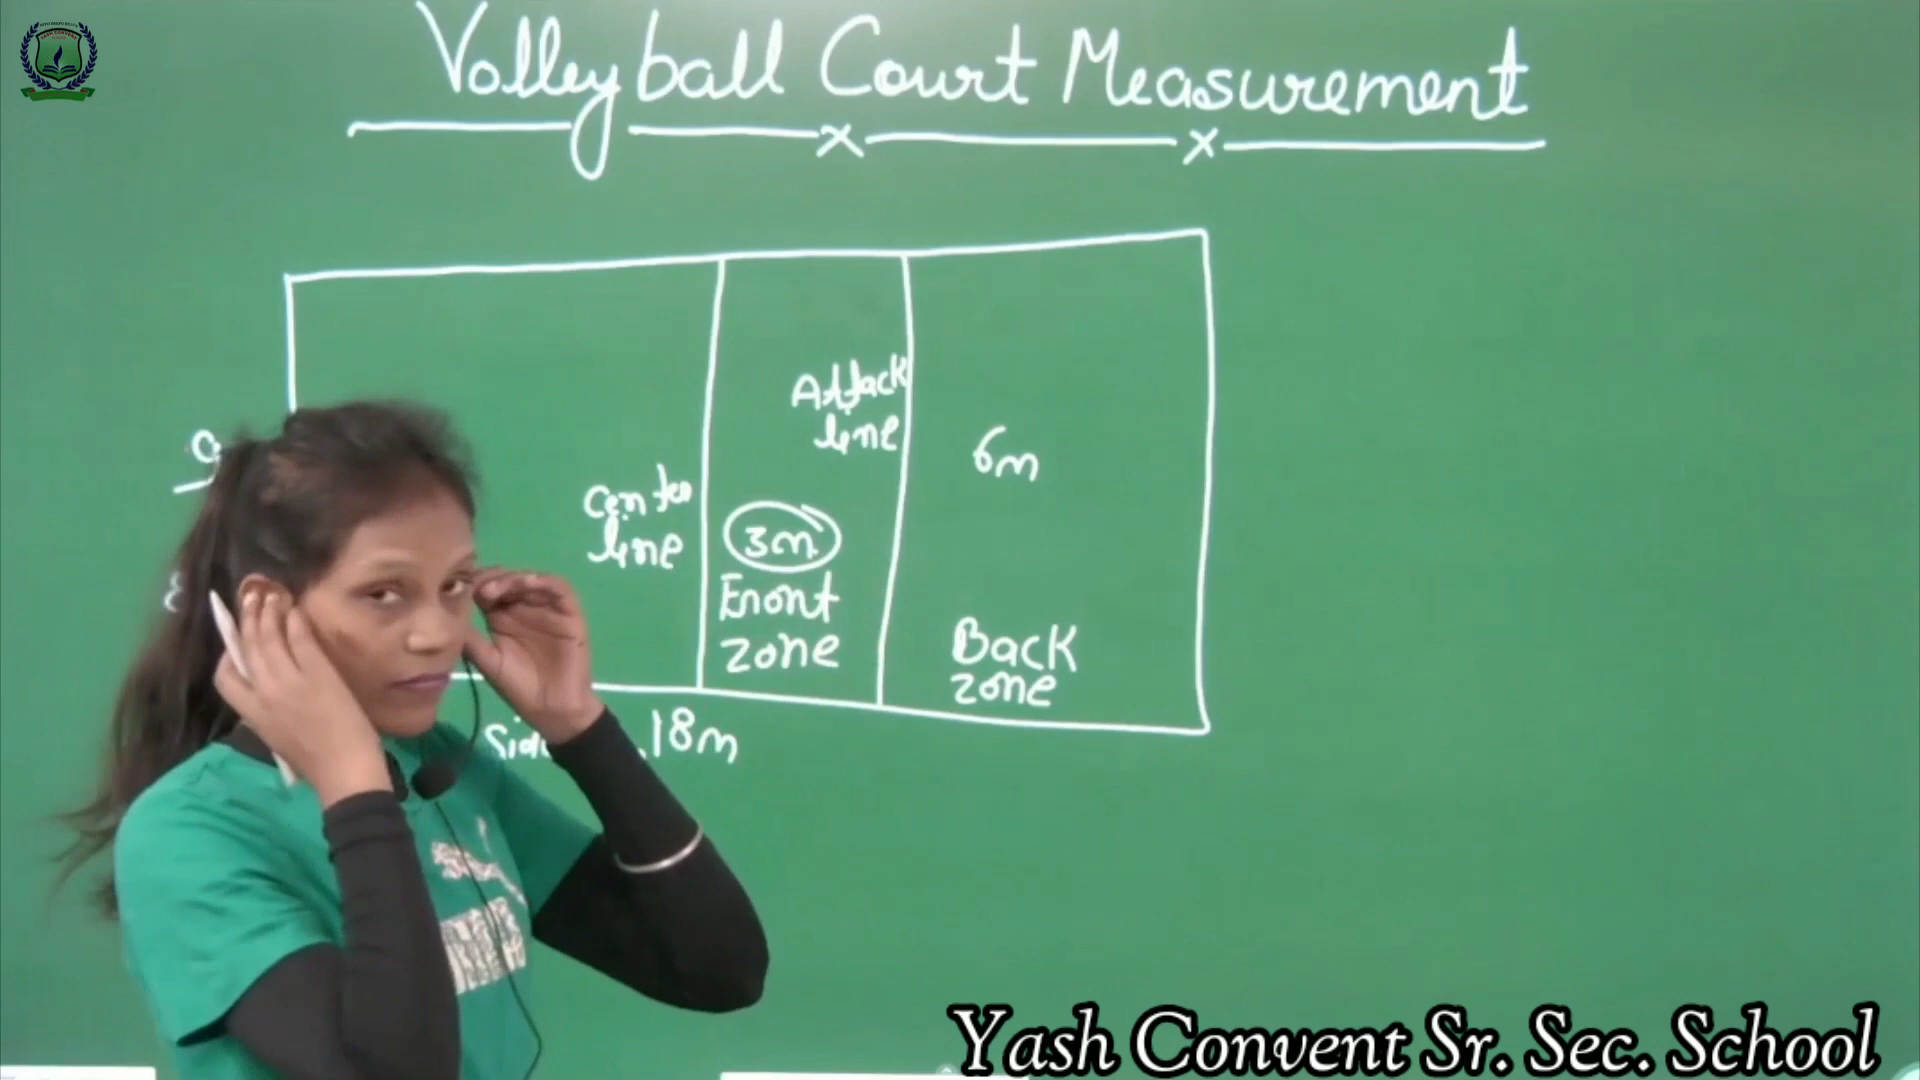 Volleyball Court Measurement
Attack
line
6m
Center
line
3m
Front
zone
Back
zone
18m
Yash Convent Sr. Sec. School